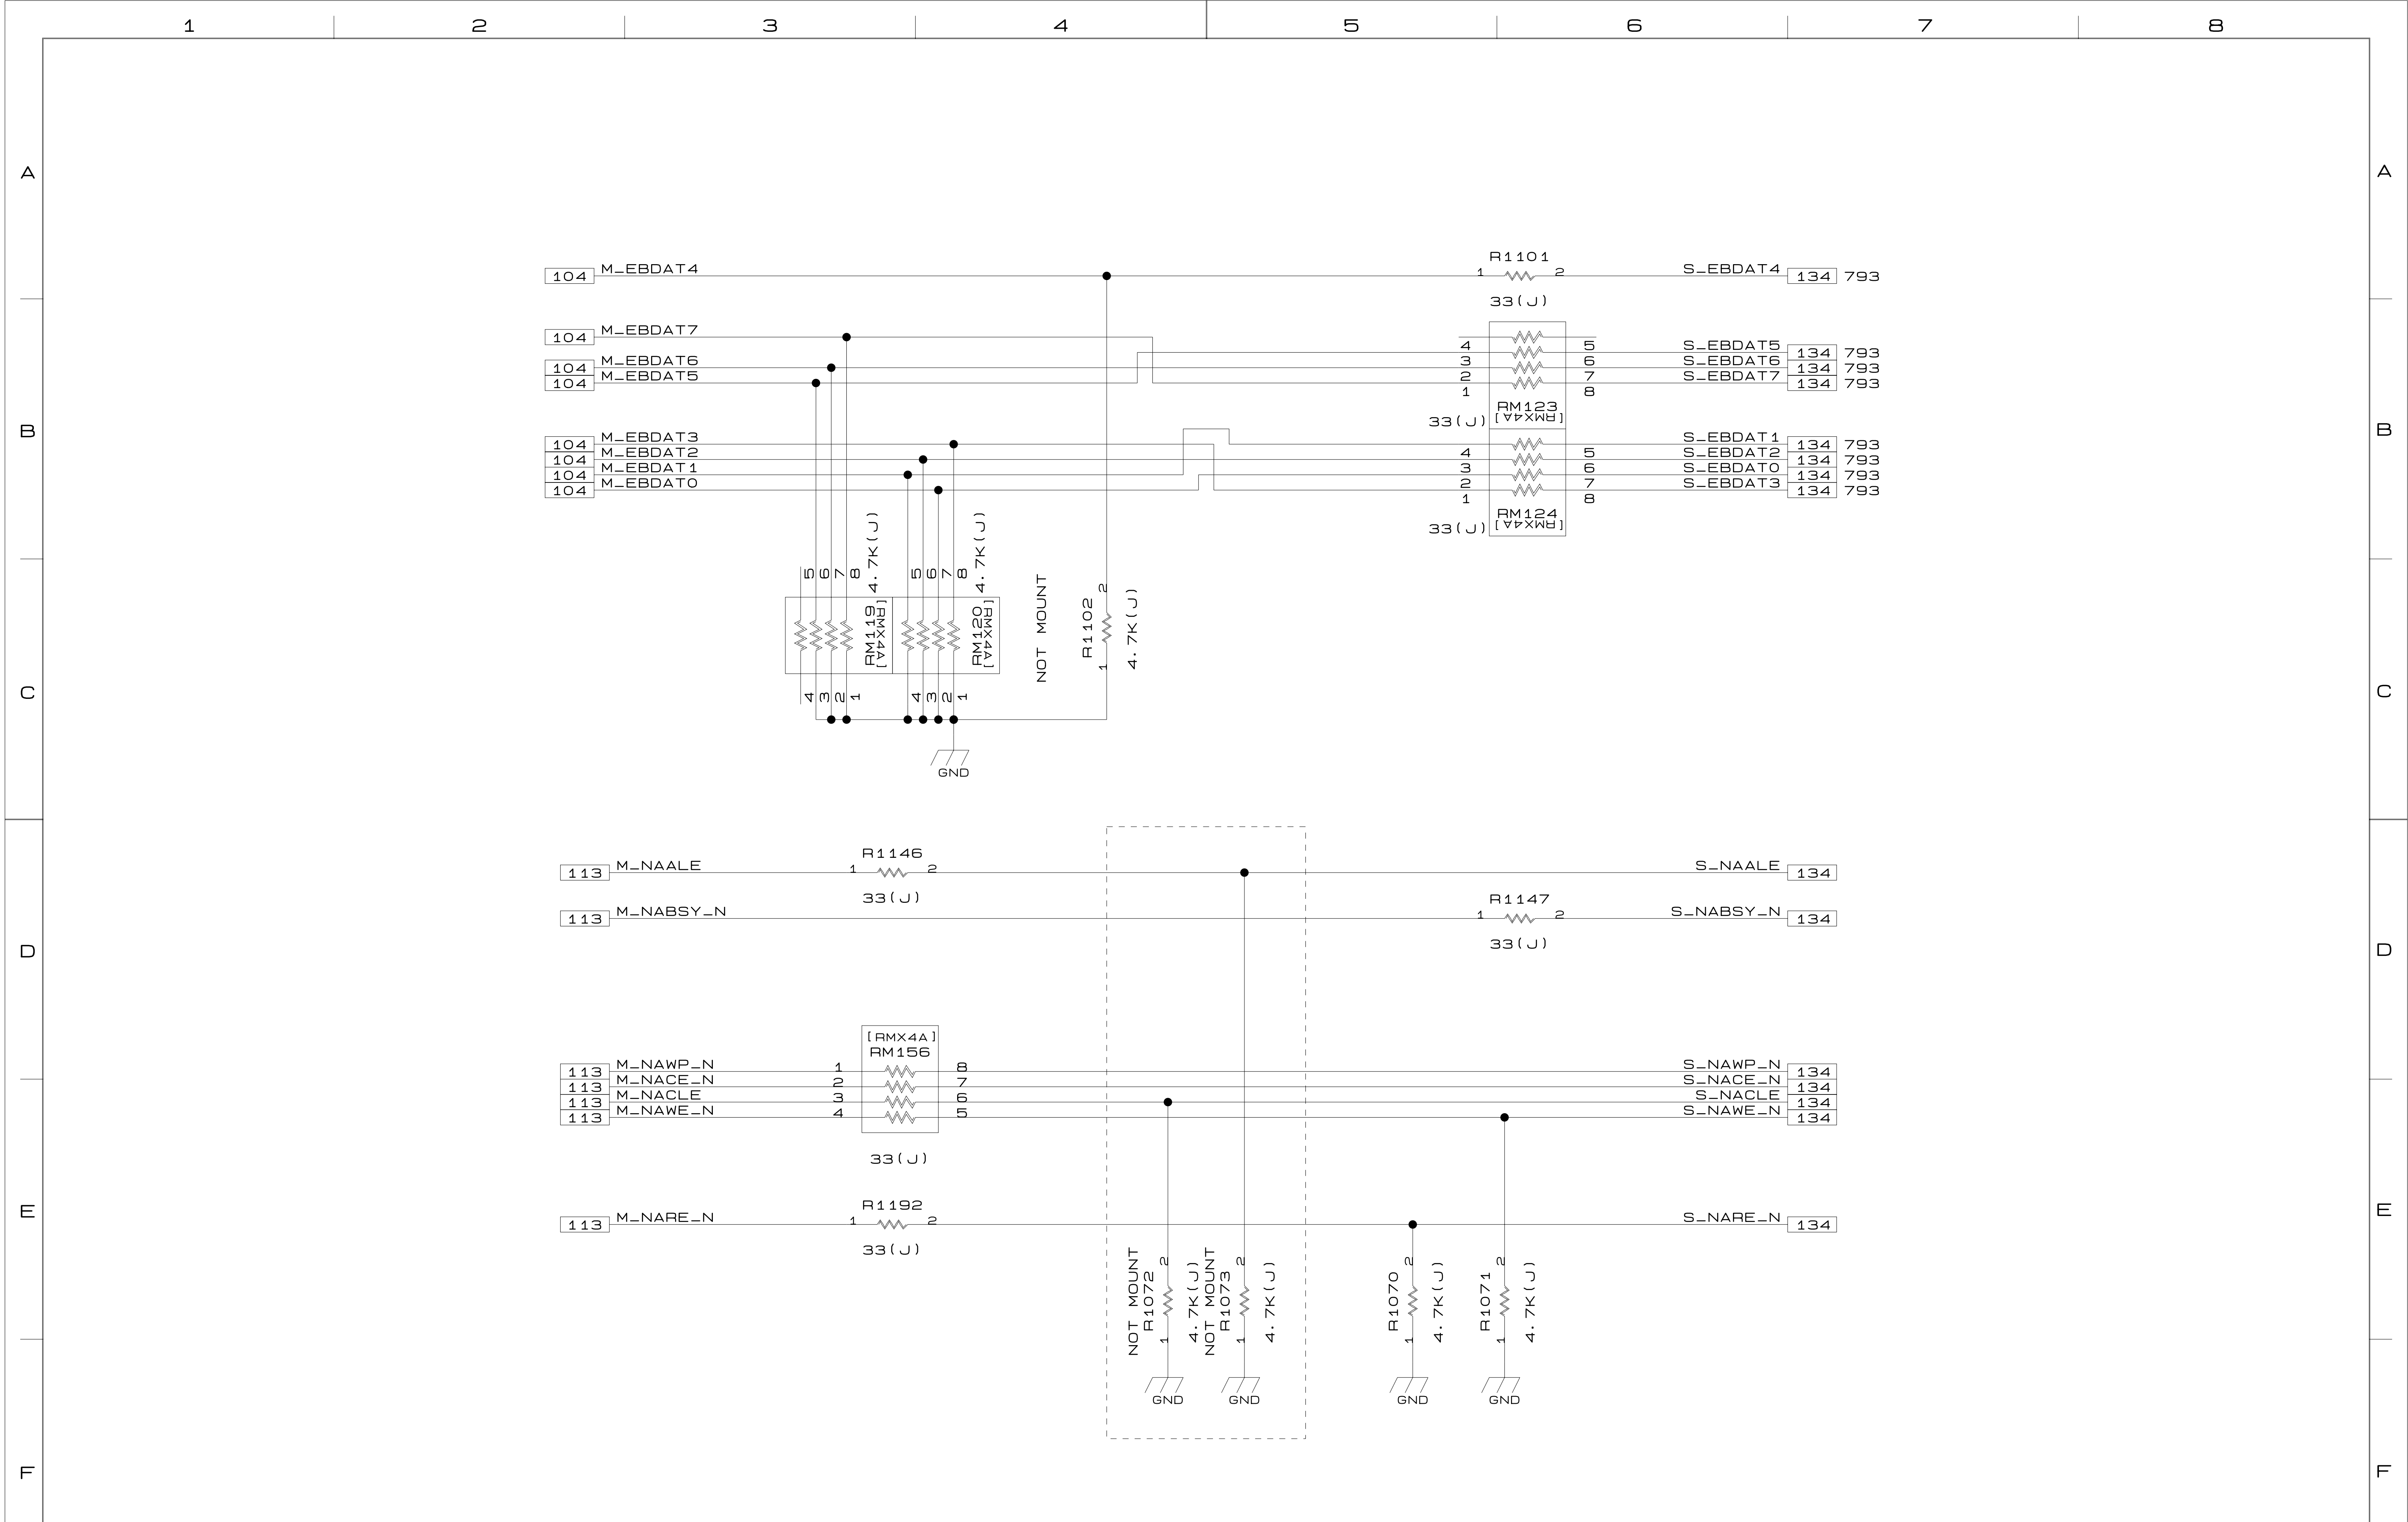 1 2 3 4 5 6 7 8
A A
R1101
104 M_EBDAT4 1 2 S_EBDAT4 134 793
33(J)
104 M_EBDAT7
4 5 S_EBDAT5 134 793
104 M_EBDAT6 3 6 S_EBDAT6 134 793
104 M_EBDAT5 2 7 S_EBDAT7 134 793
1 8
RM123
33(J) [RMX4A]
B B
104 M_EBDAT3 S_EBDAT1 134 793
104 M_EBDAT2 4 5 S_EBDAT2 134 793
104 M_EBDAT1 3 6 S_EBDAT0 134 793
104 M_EBDAT0 2 7 S_EBDAT3 134 793
1 8
RM124
33(J) [RMX4A]
5 6 7 8 4.7K(J)
RM119 [RMX4A]
4 3 2 1
5 6 7 8 4.7K(J)
RM120 [RMX4A]
4 3 2 1
NOT MOUNT
R1102
1 2
4.7K(J)
C C
GND
R1146
113 M_NAALE 1 2 S_NAALE 134
33(J)
R1147
113 M_NABSY_N 1 2 S_NABSY_N 134
33(J)
D D
[RMX4A]
RM156
113 M_NAWP_N 1 8 S_NAWP_N 134
113 M_NACE_N 2 7 S_NACE_N 134
113 M_NACLE 3 6 S_NACLE 134
113 M_NAWE_N 4 5 S_NAWE_N 134
33(J)
E E
R1192
113 M_NARE_N 1 2 S_NARE_N 134
33(J)
NOT MOUNT
R1072
1 2
4.7K(J)
NOT MOUNT
R1073
1 2
4.7K(J)
R1070
1 2
4.7K(J)
R1071
1 2
4.7K(J)
GND GND GND GND
F F